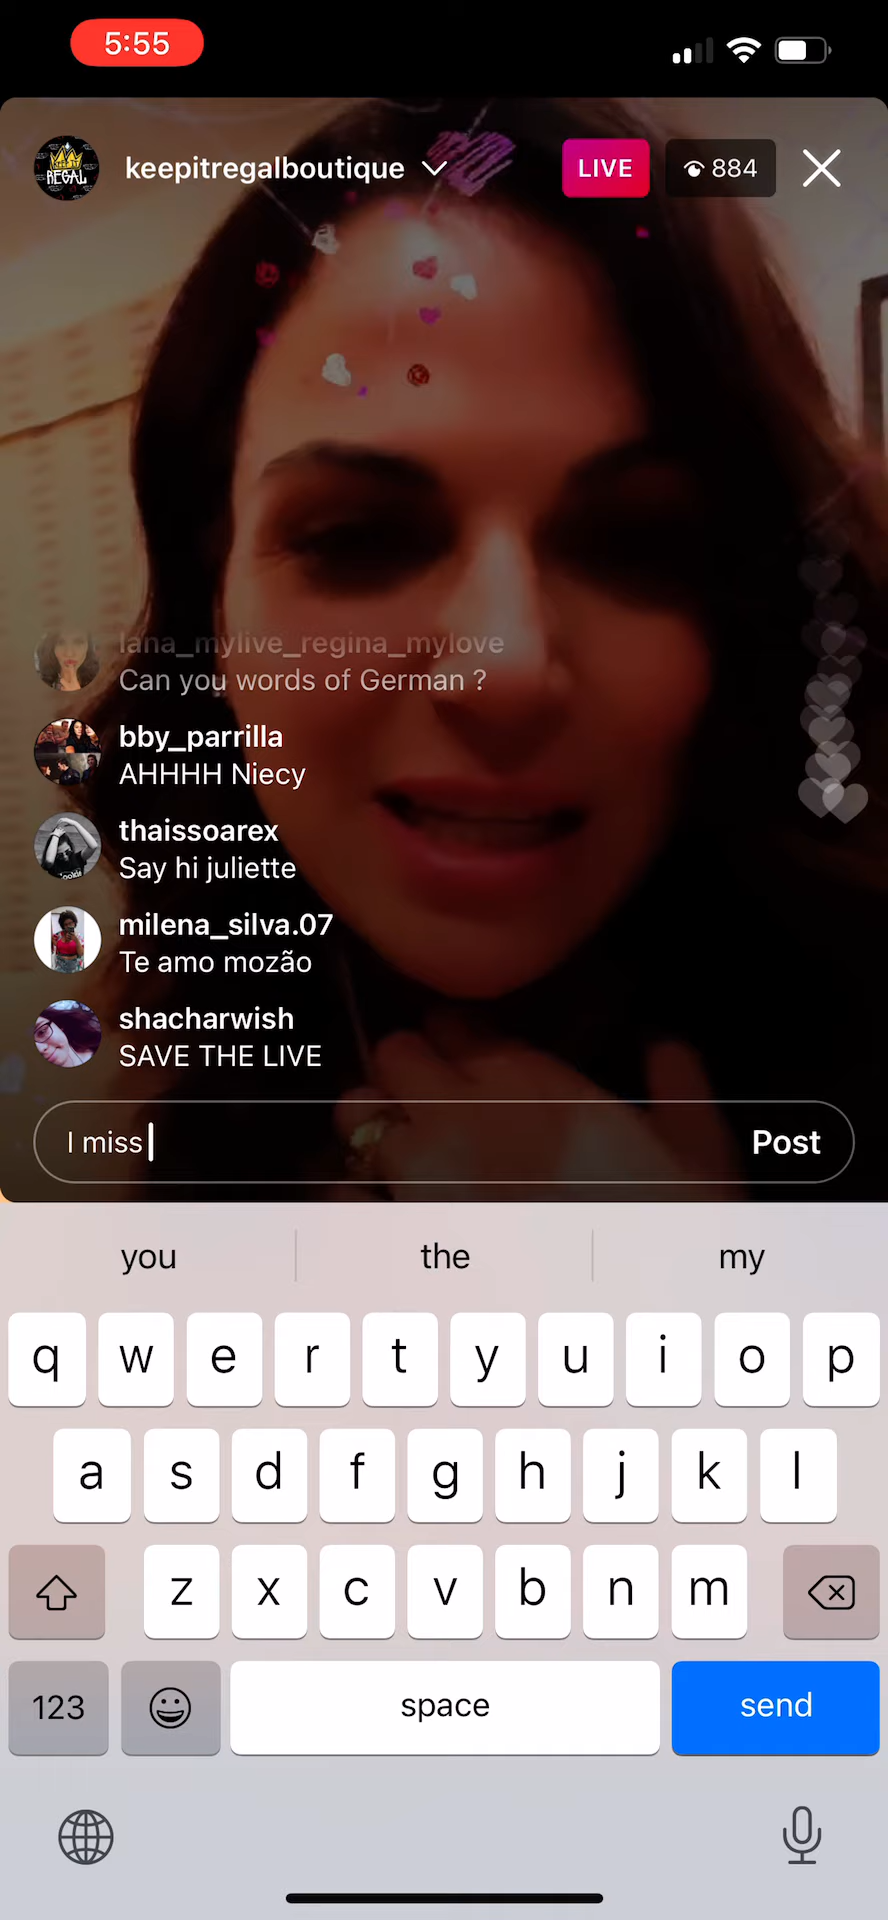 5:55
REGAL
keepitregalboutique
LIVE
884
lana_mylive_regina_mylove
Can you words of German ?
bby_parrilla
AHHHH Niecy
thaissoarex
Say hi juliette
milena_silva.07
Te amo mozão
shacharwish
SAVE THE LIVE
I miss
Post
you the my
q w e r t y u i o p
a s d f g h j k l
z x c v b n m
123 space send